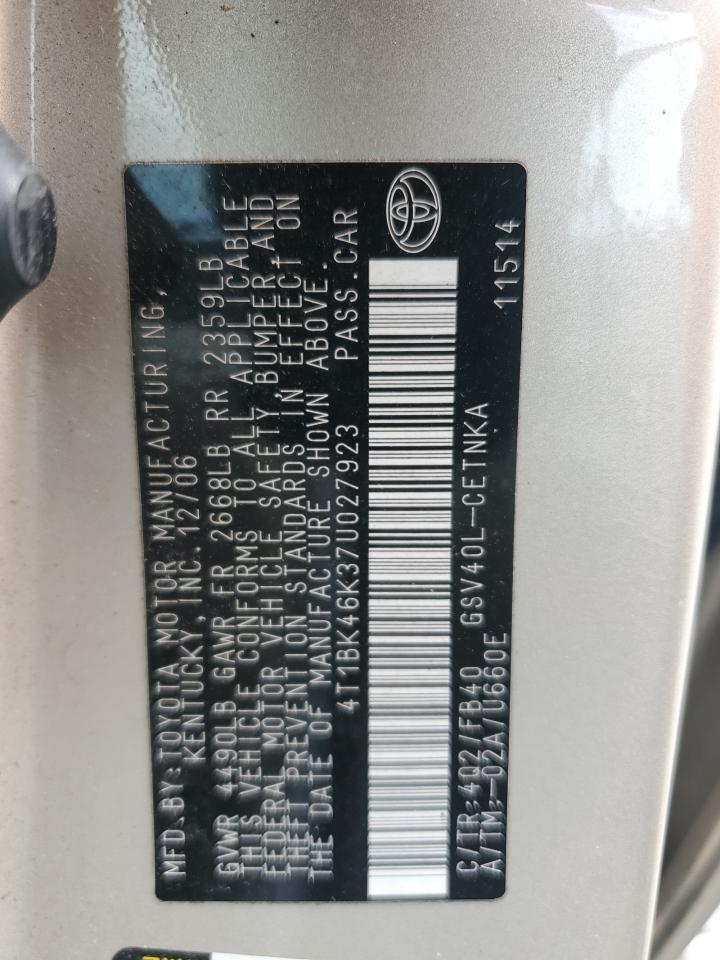 MFD. BY: TOYOTA MOTOR MANUFACTURING,
KENTUCKY, INC. 12/06
GVWR 4490LB GAWR FR 2668LB RR 2359LB
THIS VEHICLE CONFORMS TO ALL APPLICABLE
FEDERAL MOTOR VEHICLE SAFETY, BUMPER, AND
THEFT PREVENTION STANDARDS IN EFFECT ON
THE DATE OF MANUFACTURE SHOWN ABOVE.
4T1BK46K37U027923 PASS.CAR
C/TR: 4Q2/FB40 GSV40L-CETNKA
A/TM: -02A/U660E 11514